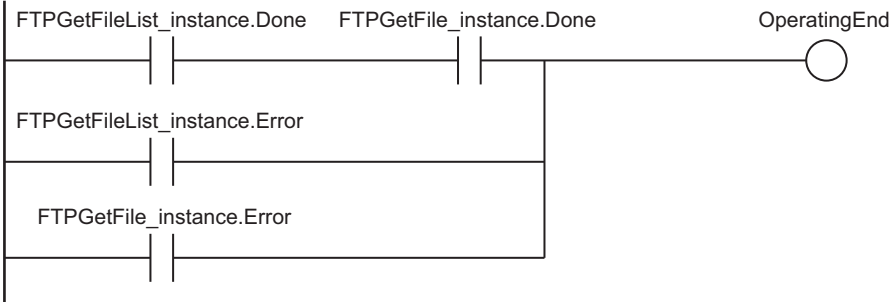 FTPGetFileList_instance.Done FTPGetFile_instance.Done OperatingEnd
FTPGetFileList_instance.Error
FTPGetFile_instance.Error